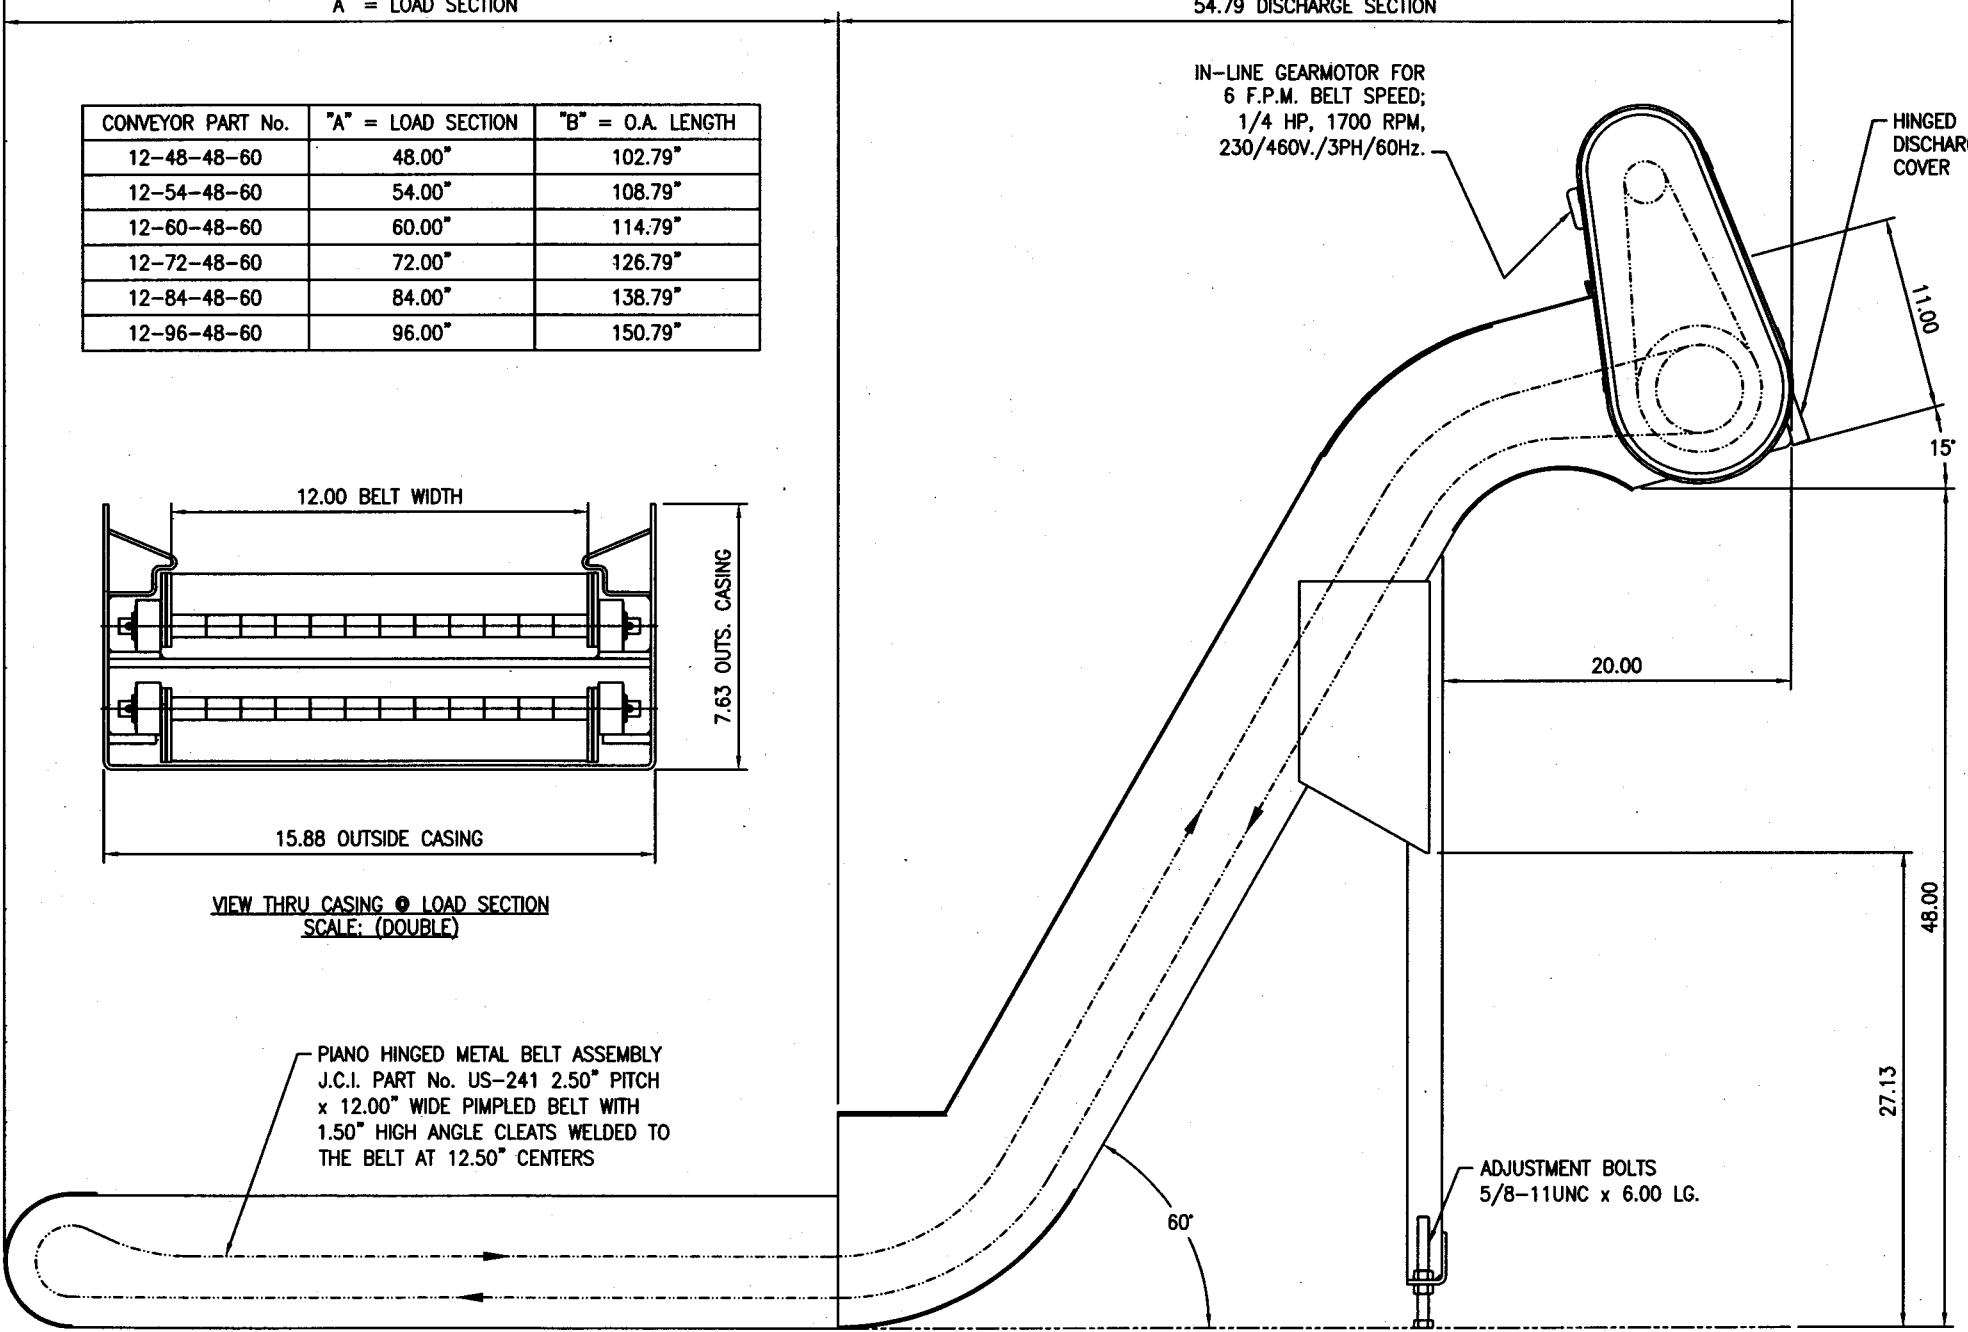 "A" = LOAD SECTION
54.79 DISCHARGE SECTION
CONVEYOR PART No. "A" = LOAD SECTION "B" = O.A. LENGTH
12-48-48-60 48.00" 102.79"
12-54-48-60 54.00" 108.79"
12-60-48-60 60.00" 114.79"
12-72-48-60 72.00" 126.79"
12-84-48-60 84.00" 138.79"
12-96-48-60 96.00" 150.79"
IN-LINE GEARMOTOR FOR
6 F.P.M. BELT SPEED;
1/4 HP, 1700 RPM,
230/460V./3PH/60Hz.
HINGED
COVER
11.00
15°
12.00 BELT WIDTH
7.63 OUTS. CASING
15.88 OUTSIDE CASING
VIEW THRU CASING @ LOAD SECTION
SCALE: (DOUBLE)
20.00
48.00
27.13
PIANO HINGED METAL BELT ASSEMBLY
J.C.I. PART No. US-241 2.50" PITCH
x 12.00" WIDE PIMPLED BELT WITH
1.50" HIGH ANGLE CLEATS WELDED TO
THE BELT AT 12.50" CENTERS
60°
ADJUSTMENT BOLTS
5/8-11UNC x 6.00 LG.